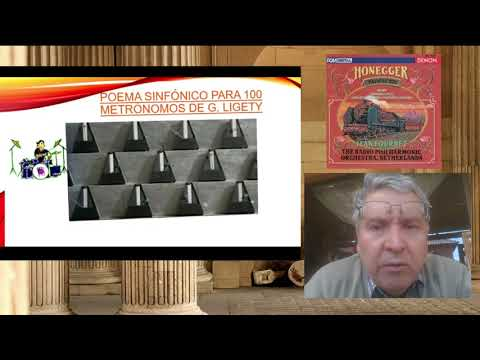 POEMA SINFÓNICO PARA 100
METRONOMOS DE G. LIGETY
DENON
HONEGGER
JEAN FOURNET
THE RADIO PHILHARMONIC
ORCHESTRA, NETHERLANDS